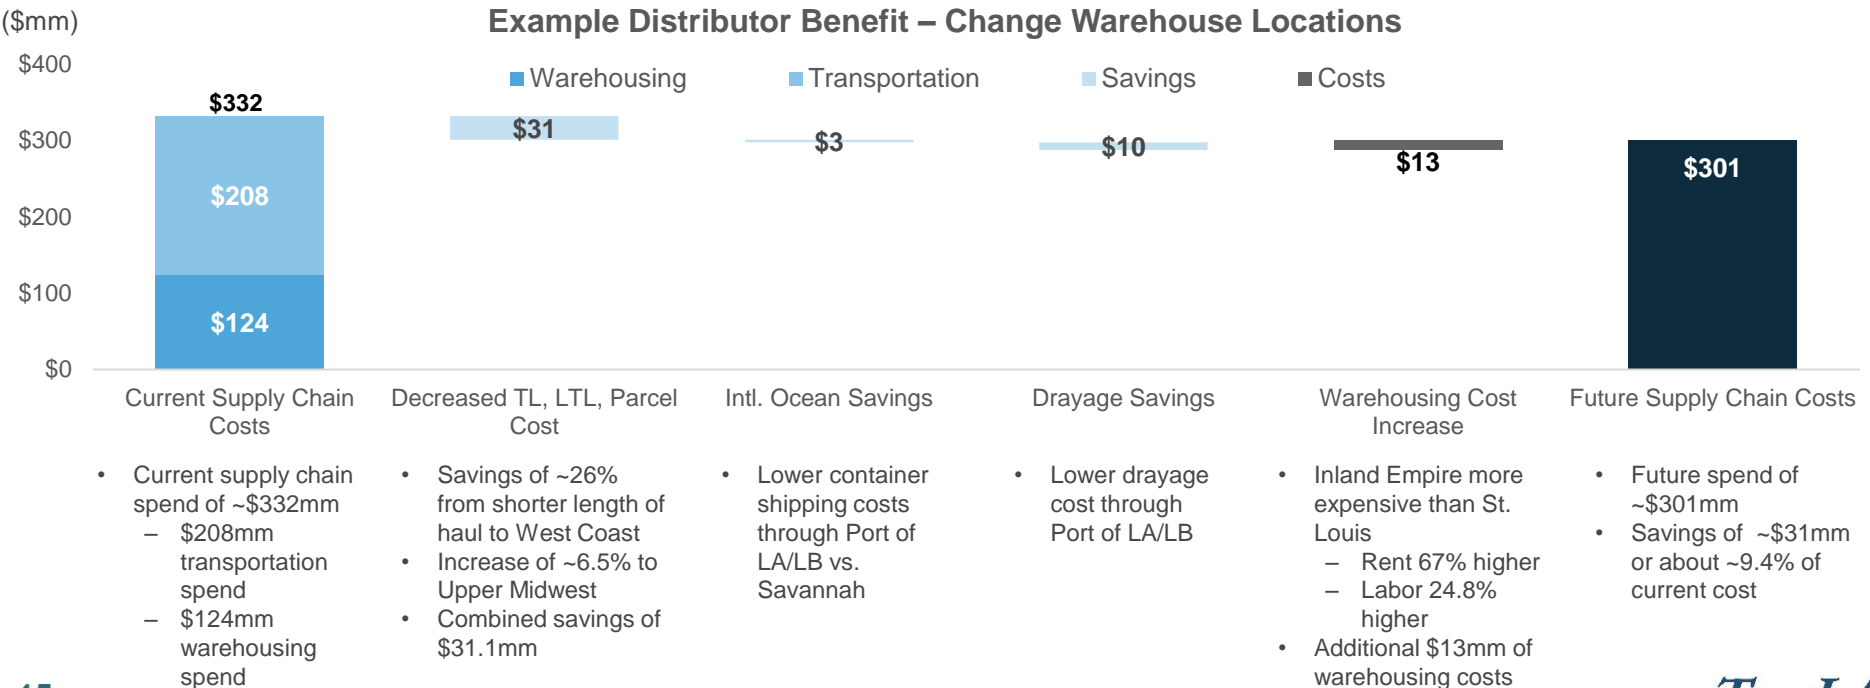 ($mm)
Example Distributor Benefit – Change Warehouse Locations
$400
$300
$200
$100
$0
Warehousing
Transportation
Savings
Costs
$332
$208
$124
$31
$3
$10
$13
$301
Current Supply Chain
Costs
Decreased TL, LTL, Parcel
Cost
Intl. Ocean Savings
Drayage Savings
Warehousing Cost
Increase
Future Supply Chain Costs
• Current supply chain
spend of ~$332mm
– $208mm
transportation
spend
– $124mm
warehousing
spend
• Savings of ~26%
from shorter length of
haul to West Coast
• Increase of ~6.5% to
Upper Midwest
• Combined savings of
$31.1mm
• Lower container
shipping costs
through Port of
LA/LB vs.
Savannah
• Lower drayage
cost through
Port of LA/LB
• Inland Empire more
expensive than St.
Louis
– Rent 67% higher
– Labor 24.8%
higher
• Additional $13mm of
warehousing costs
• Future spend of
~$301mm
• Savings of ~$31mm
or about ~9.4% of
current cost